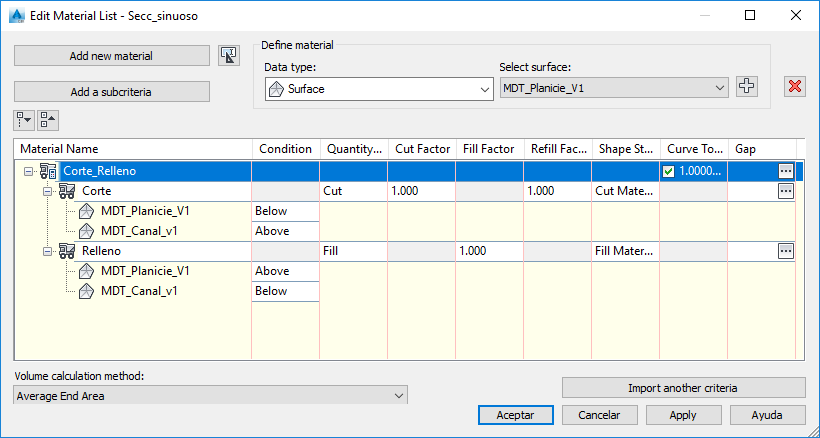 Edit Material List - Secc_sinuoso
Add new material
Define material
Data type:
Select surface:
Surface
MDT_Planicie_V1
Add a subcriteria
Material Name Condition Quantity... Cut Factor Fill Factor Refill Fac... Shape St... Curve To... Gap
Corte_Relleno 1.0000...
Corte Cut 1.000 1.000 Cut Mate...
MDT_Planicie_V1 Below
MDT_Canal_v1 Above
Relleno Fill 1.000 Fill Mater...
MDT_Planicie_V1 Above
MDT_Canal_v1 Below
Volume calculation method:
Average End Area
Import another criteria
Aceptar Cancelar Apply Ayuda